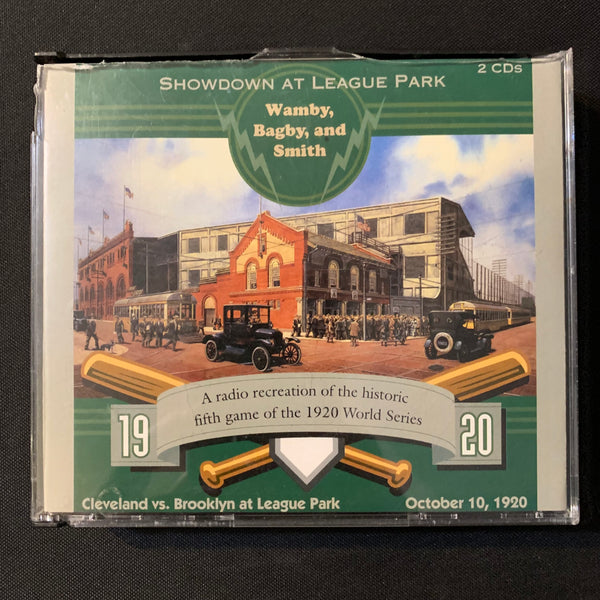 SHOWDOWN AT LEAGUE PARK
2 CDs
Wamby,
Bagby, and
Smith
A radio recreation of the historic
fifth game of the 1920 World Series
19 20
Cleveland vs. Brooklyn at League Park October 10, 1920